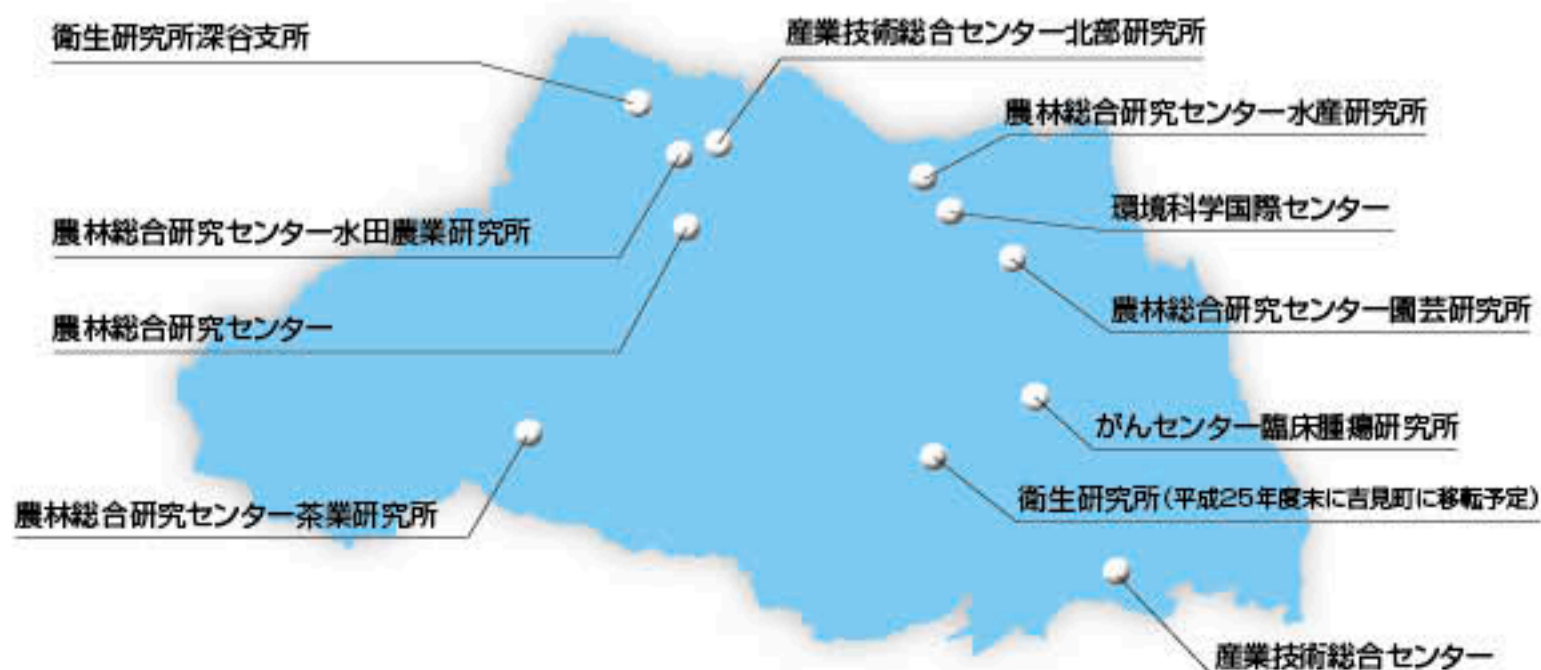 衛生研究所深谷支所
産業技術総合センター北部研究所
農林総合研究センター水産研究所
環境科学国際センター
農林総合研究センター水田農業研究所
農林総合研究センター園芸研究所
農林総合研究センター
がんセンター臨床腫瘍研究所
衛生研究所(平成25年度末に吉見町に移転予定)
農林総合研究センター茶業研究所
産業技術総合センター